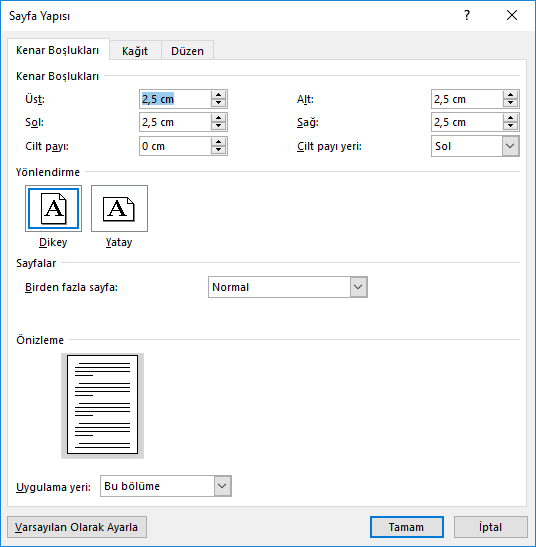 Sayfa Yapısı
?
Kenar Boşlukları Kağıt Düzen
Kenar Boşlukları
Üst: 2,5 cm Alt: 2,5 cm
Sol: 2,5 cm Sağ: 2,5 cm
Cilt payı: 0 cm Cilt payı yeri: Sol
Yönlendirme
A A
Dikey Yatay
Sayfalar
Birden fazla sayfa: Normal
Önizleme
Uygulama yeri: Bu bölüme
Varsayılan Olarak Ayarla Tamam İptal